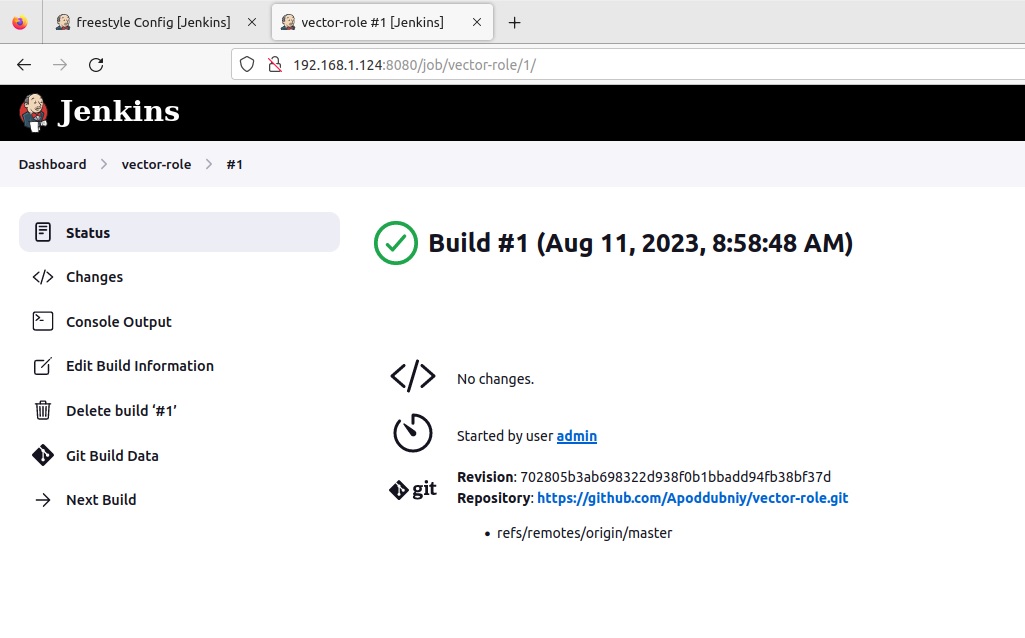 freestyle Config [Jenkins]
vector-role #1 [Jenkins]
192.168.1.124:8080/job/vector-role/1/
Jenkins
Dashboard > vector-role > #1
Status
Changes
Console Output
Edit Build Information
Delete build ‘#1’
Git Build Data
Next Build
Build #1 (Aug 11, 2023, 8:58:48 AM)
No changes.
Started by user admin
git
Revision: 702805b3ab698322d938f0b1bbadd94fb38bf37d
Repository: https://github.com/Apoddubniy/vector-role.git
• refs/remotes/origin/master